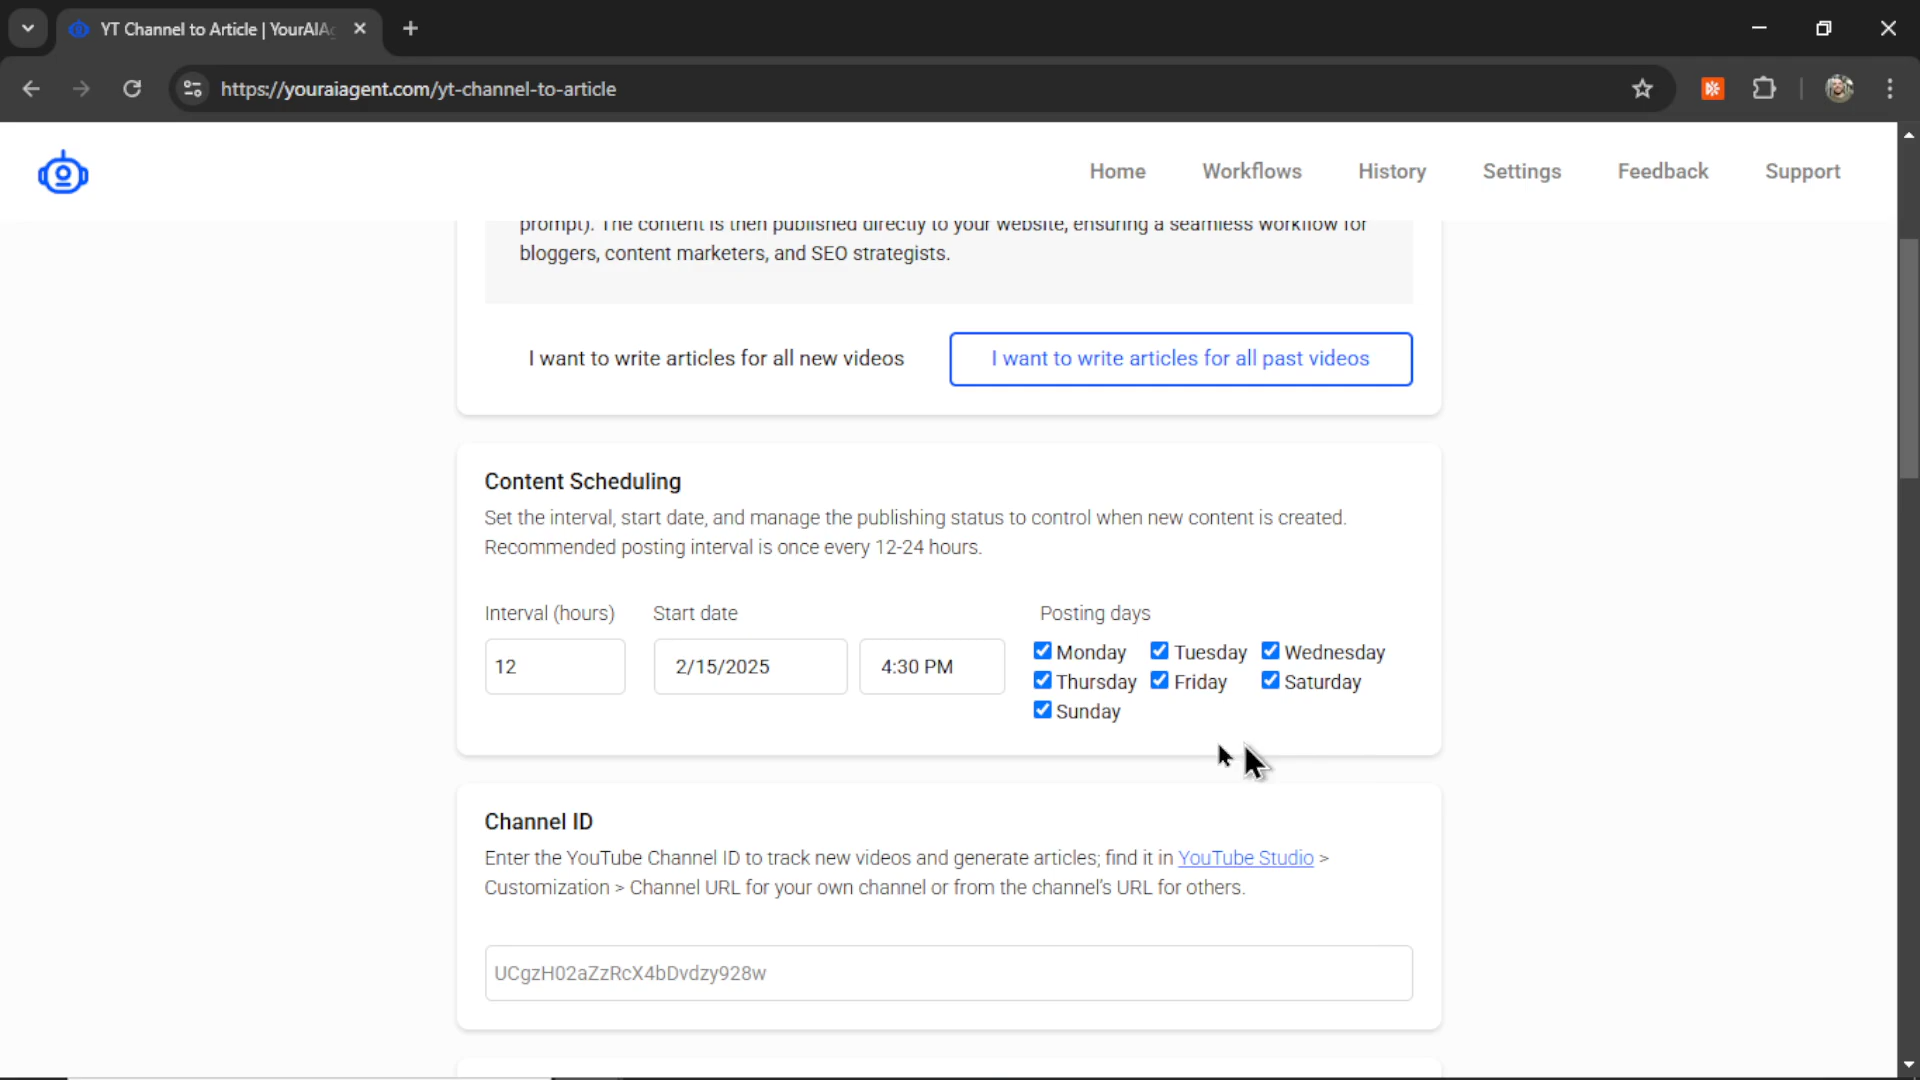 YT Channel to Article | YourAIAg
https://youraiagent.com/yt-channel-to-article
Home
Workflows
History
Settings
Feedback
Support
prompt). The content is then published directly to your website, ensuring a seamless workflow for
bloggers, content marketers, and SEO strategists.
I want to write articles for all new videos
I want to write articles for all past videos
Content Scheduling
Set the interval, start date, and manage the publishing status to control when new content is created.
Recommended posting interval is once every 12-24 hours.
Interval (hours)
Start date
Posting days
12
2/15/2025
4:30 PM
Monday
Tuesday
Wednesday
Thursday
Friday
Saturday
Sunday
Channel ID
Enter the YouTube Channel ID to track new videos and generate articles; find it in YouTube Studio >
Customization > Channel URL for your own channel or from the channel's URL for others.
UCgzH02aZzRcX4bDvdzy928w